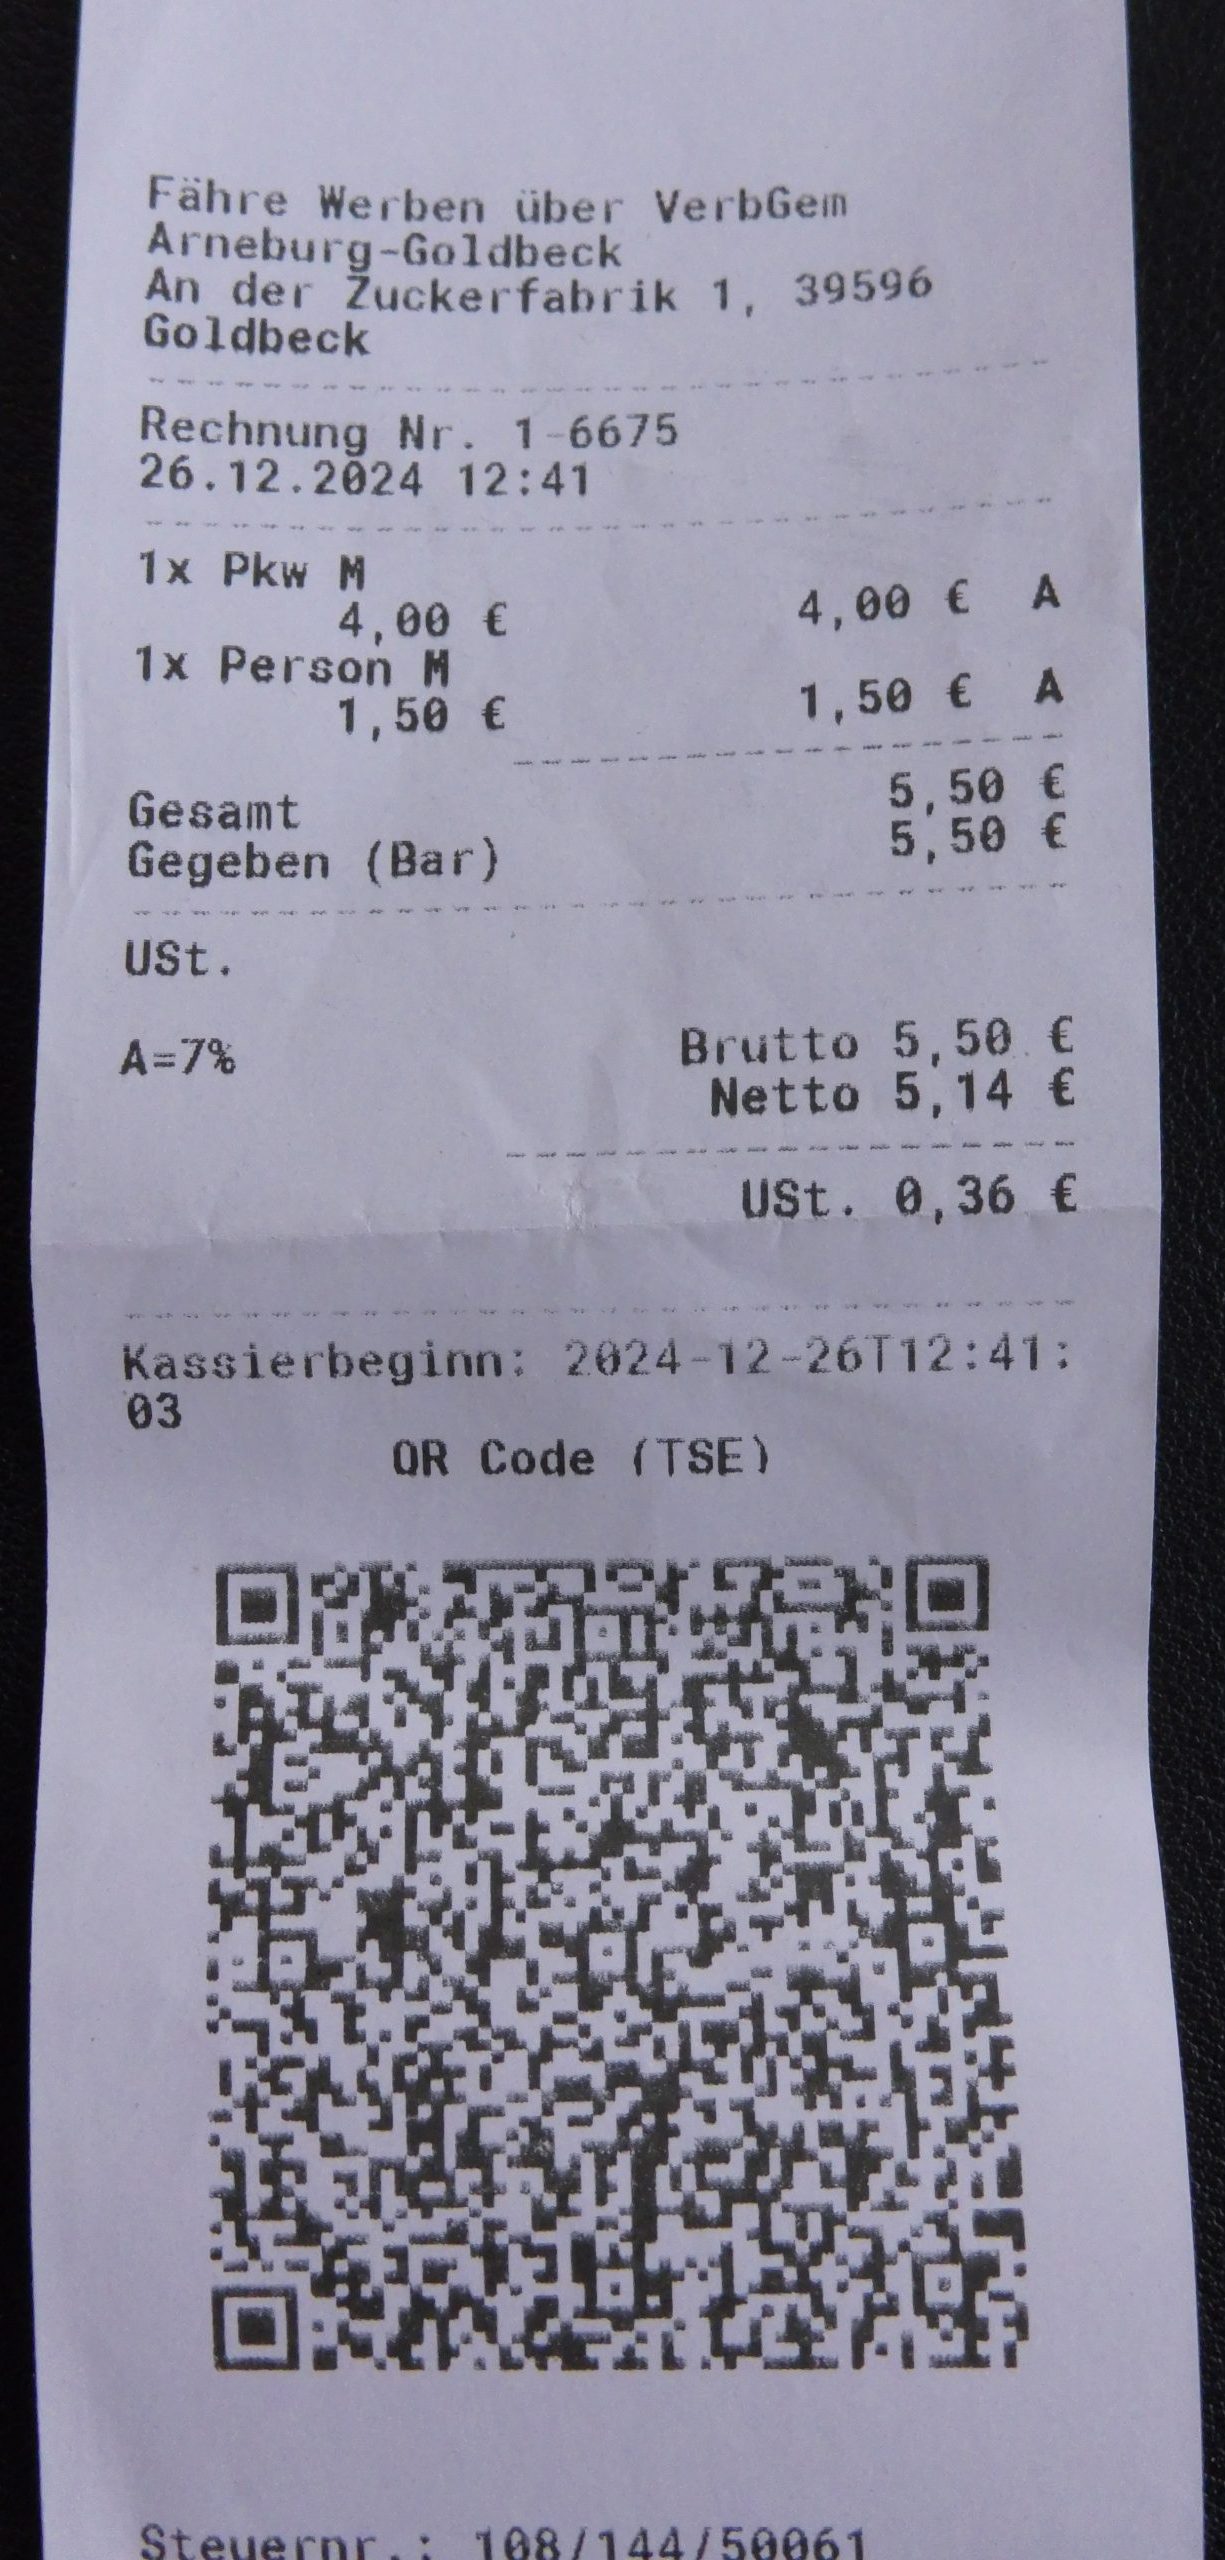 Fähre Werben über VerbGem
Arneburg-Goldbeck
An der Zuckerfabrik 1, 39596
Goldbeck
Rechnung Nr. 1-6675
26.12.2024 12:41
1x Pkw M
4,00 € 4,00 € A
1x Person M
1,50 € 1,50 € A
Gesamt 5,50 €
Gegeben (Bar) 5,50 €
USt.
A=7% Brutto 5,50 €
Netto 5,14 €
USt. 0,36 €
Kassierbeginn: 2024-12-26T12:41:
03
QR Code (TSE)
Steuernr.: 108/144/50061